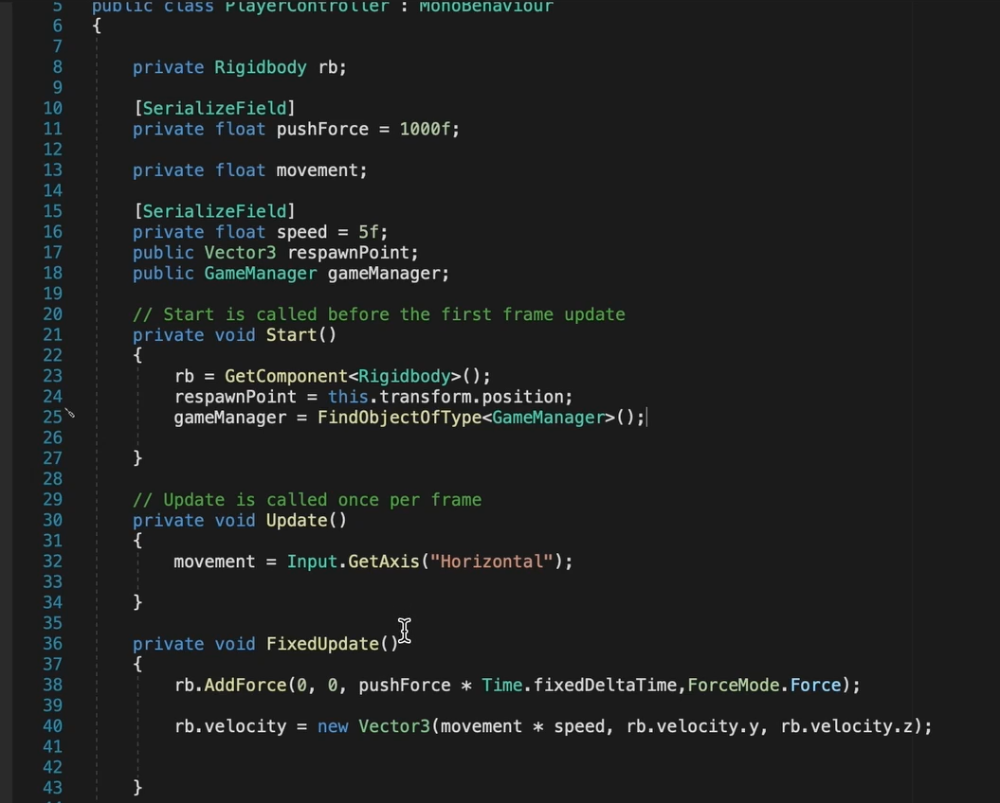 5 public class PlayerController : MonoBehaviour
6 {
7
8 private Rigidbody rb;
9
10 [SerializeField]
11 private float pushForce = 1000f;
12
13 private float movement;
14
15 [SerializeField]
16 private float speed = 5f;
17 public Vector3 respawnPoint;
18 public GameManager gameManager;
19
20 // Start is called before the first frame update
21 private void Start()
22 {
23 rb = GetComponent<Rigidbody>();
24 respawnPoint = this.transform.position;
25 gameManager = FindObjectOfType<GameManager>();
26
27 }
28
29 // Update is called once per frame
30 private void Update()
31 {
32 movement = Input.GetAxis("Horizontal");
33
34 }
35
36 private void FixedUpdate()
37 {
38 rb.AddForce(0, 0, pushForce * Time.fixedDeltaTime,ForceMode.Force);
39
40 rb.velocity = new Vector3(movement * speed, rb.velocity.y, rb.velocity.z);
41
42
43 }